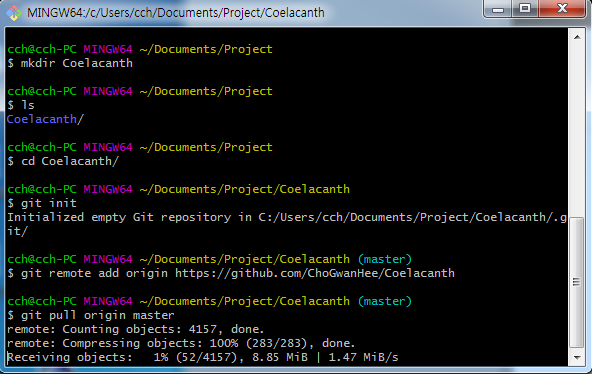 MINGW64:/c/Users/cch/Documents/Project/Coelacanth
cch@cch-PC MINGW64 ~/Documents/Project
$ mkdir Coelacanth
cch@cch-PC MINGW64 ~/Documents/Project
$ ls
Coelacanth/
cch@cch-PC MINGW64 ~/Documents/Project
$ cd Coelacanth/
cch@cch-PC MINGW64 ~/Documents/Project/Coelacanth
$ git init
Initialized empty Git repository in C:/Users/cch/Documents/Project/Coelacanth/.g
it/
cch@cch-PC MINGW64 ~/Documents/Project/Coelacanth (master)
$ git remote add origin https://github.com/ChoGwanHee/Coelacanth
cch@cch-PC MINGW64 ~/Documents/Project/Coelacanth (master)
$ git pull origin master
remote: Counting objects: 4157, done.
remote: Compressing objects: 100% (283/283), done.
Receiving objects:   1% (52/4157), 8.85 MiB | 1.47 MiB/s